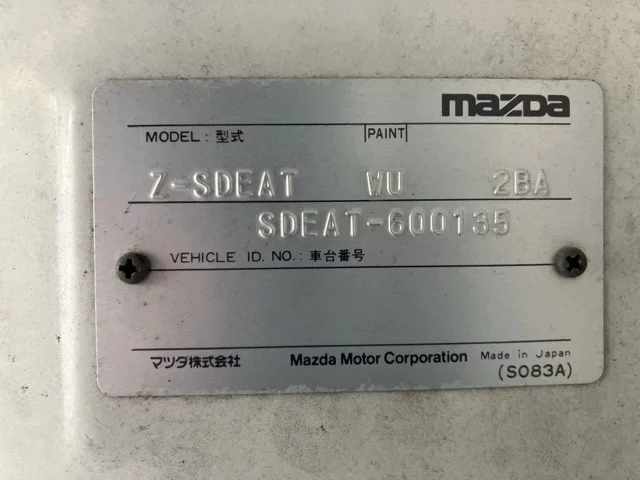 mazda
MODEL : 型式 PAINT
Z-SDEAT WU 2BA
SDEAT-600135
VEHICLE ID. NO. : 車台番号
マツダ株式会社 Mazda Motor Corporation Made in Japan
(S083A)